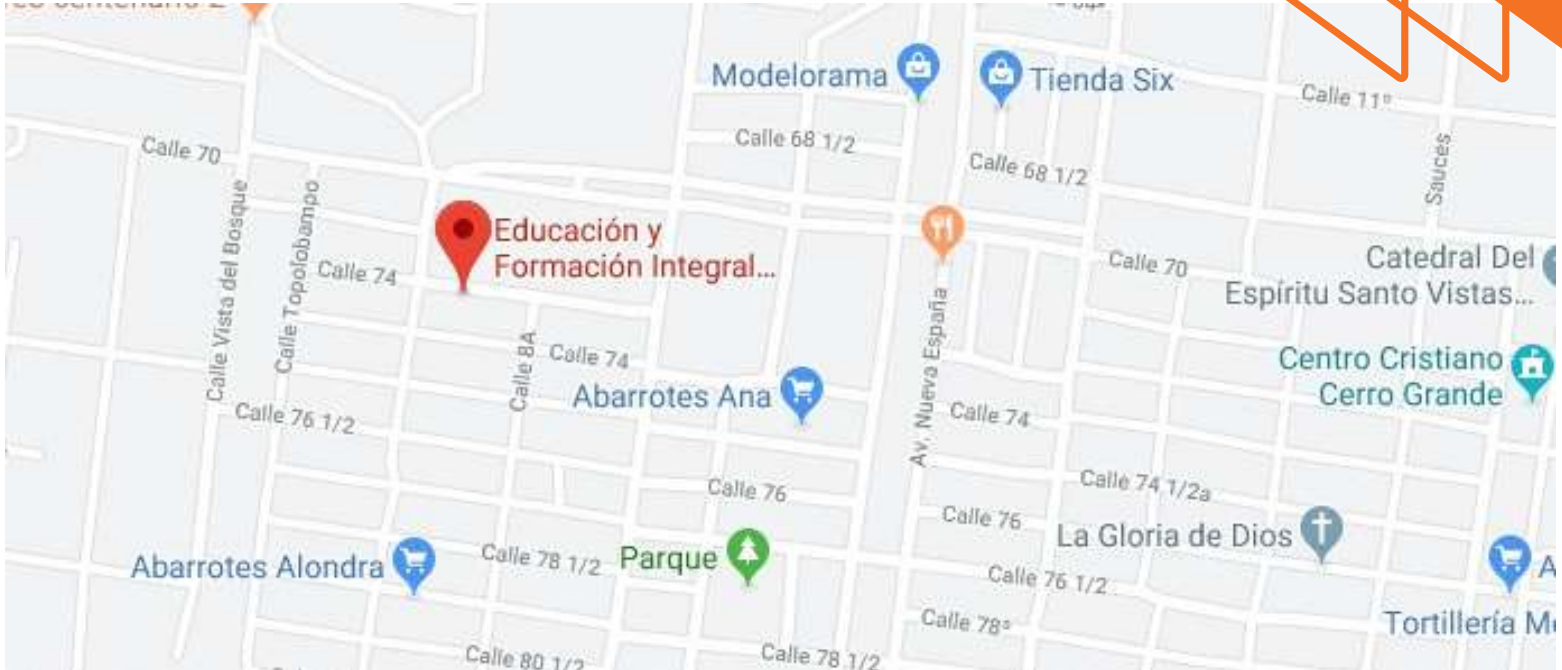 Modelorama
Tienda Six
Calle 11ª
Calle 70
Calle 68 1/2
Calle 68 1/2
Sauces
Calle Vista del Bosque
Calle Topolobampo
Educación y
Formación Integral...
Calle 74
Calle 70
Catedral Del
Espíritu Santo Vistas...
Calle 8A
Calle 74
Av. Nueva España
Centro Cristiano
Cerro Grande
Abarrotes Ana
Calle 74
Calle 76 1/2
Calle 76
Calle 74 1/2a
Calle 76
La Gloria de Dios
Abarrotes Alondra
Calle 78 1/2
Parque
Calle 76 1/2
A
Calle 78ª
Tortillería M
Calle 80 1/2
Calle 78 1/2